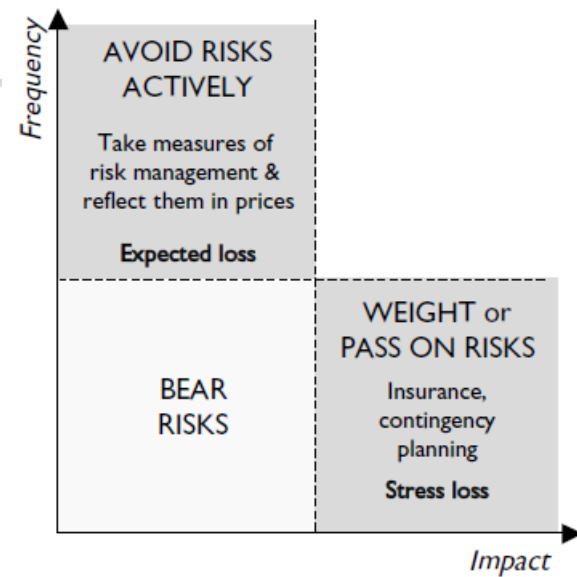 Frequency
AVOID RISKS
ACTIVELY
Take measures of
risk management &
reflect them in prices
Expected loss
BEAR
RISKS
WEIGHT or
PASS ON RISKS
Insurance,
contingency
planning
Stress loss
Impact